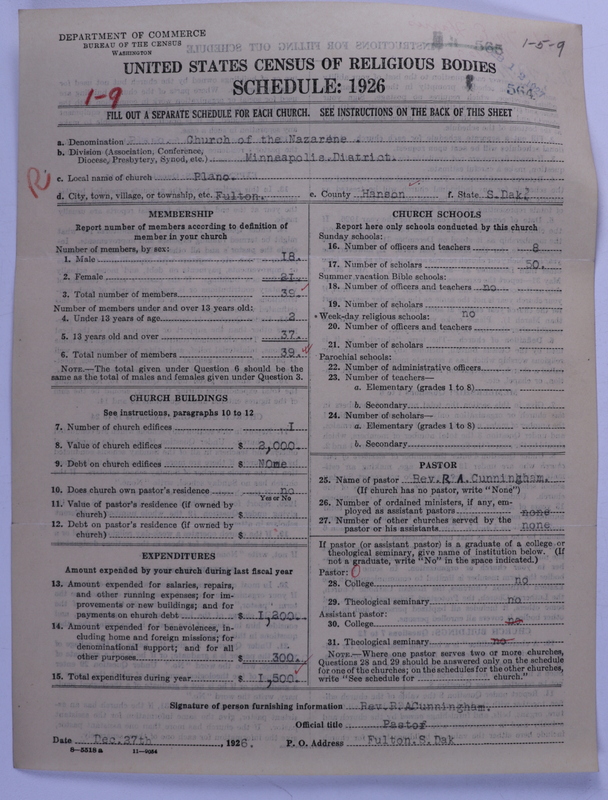 DEPARTMENT OF COMMERCE
BUREAU OF THE CENSUS
WASHINGTON
565
1-5-9
UNITED STATES CENSUS OF RELIGIOUS BODIES
SCHEDULE: 1926
1-9
564
FILL OUT A SEPARATE SCHEDULE FOR EACH CHURCH. SEE INSTRUCTIONS ON THE BACK OF THIS SHEET
a. Denomination Church of the Nazarene
b. Division (Association, Conference,
Diocese, Presbytery, Synod, etc.) Minneapolis.District.
c. Local name of church Plano.
d. City, town, village, or township, etc. Fulton. e. County Hanson f. State S.Dak.
MEMBERSHIP
Report number of members according to definition of
member in your church
Number of members, by sex:
1. Male 18.
2. Female 21.
3. Total number of members 39.
Number of members under and over 13 years old:
4. Under 13 years of age 2
5. 13 years old and over 37.
6. Total number of members 39.
NOTE.—The total given under Question 6 should be
same as the total of males and females given under Question 3.
CHURCH BUILDINGS
See instructions, paragraphs 10 to 12
7. Number of church edifices 1
8. Value of church edifices $ 2,000.
9. Debt on church edifices $ NOne
10. Does church own pastor's residence no
Yes or No
11. Value of pastor's residence (if owned by
church) $
12. Debt on pastor's residence (if owned by
church) $
EXPENDITURES
Amount expended by your church during last fiscal year
13. Amount expended for salaries, repairs,
and other running expenses; for im-
provements or new buildings; and for
payments on church debt $ 1,200.
14. Amount expended for benevolences, in-
cluding home and foreign missions; for
denominational support; and for all
other purposes $ 300.
15. Total expenditures during year $ 1,500.
CHURCH SCHOOLS
Report here only schools conducted by this church
Sunday schools:
16. Number of officers and teachers 8
17. Number of scholars 50.
Summer vacation Bible schools:
18. Number of officers and teachers no
19. Number of scholars
Week-day religious schools: no
20. Number of officers and teachers
21. Number of scholars
Parochial schools:
22. Number of administrative officers
23. Number of teachers—
a. Elementary (grades 1 to 8)
b. Secondary
24. Number of scholars—
a. Elementary (grades 1 to 8)
b. Secondary
PASTOR
25. Name of pastor Rev.R A.Cunningham.
(If church has no pastor, write "None")
26. Number of ordained ministers, if any, em-
ployed as assistant pastors none
27. Number of other churches served by the
pastor or his assistants none
If pastor (or assistant pastor) is a graduate of a college or
theological seminary, give name of institution below. (If
not a graduate, write "No" in the space indicated.)
Pastor: 0
28. College no
29. Theological seminary no
Assistant pastor:
30. College no
31. Theological seminary no
NOTE.—Where one pastor serves two or more churches,
Questions 28 and 29 should be answered only on the schedule
for one of the churches; on the schedules for the other churches,
write "See schedule for church."
Signature of person furnishing information Rev.R.ACunningham.
Official title Pastor
Date Dec.27th, 1926. P. O. Address Fulton.S.Dak
8—5518 a 11—9084